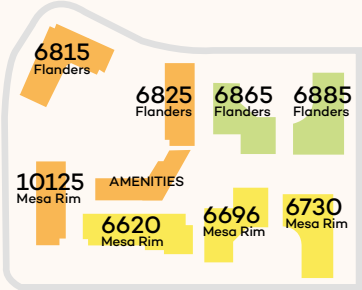 6815
Flanders
6825
Flanders
6865
Flanders
6885
Flanders
10125
Mesa Rim
AMENITIES
6620
Mesa Rim
6696
Mesa Rim
6730
Mesa Rim